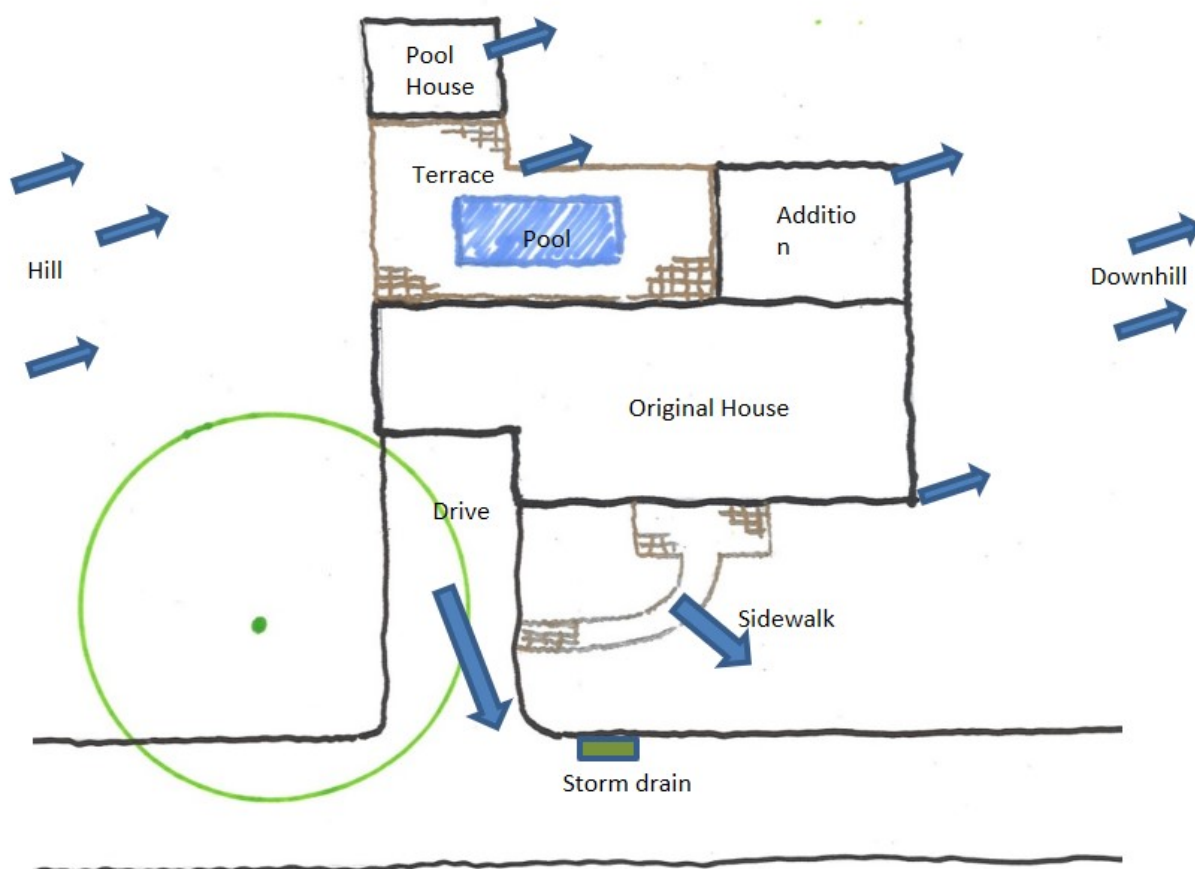 Pool
House
Terrace
Pool
Additio
n
Hill
Downhill
Original House
Drive
Sidewalk
Storm drain